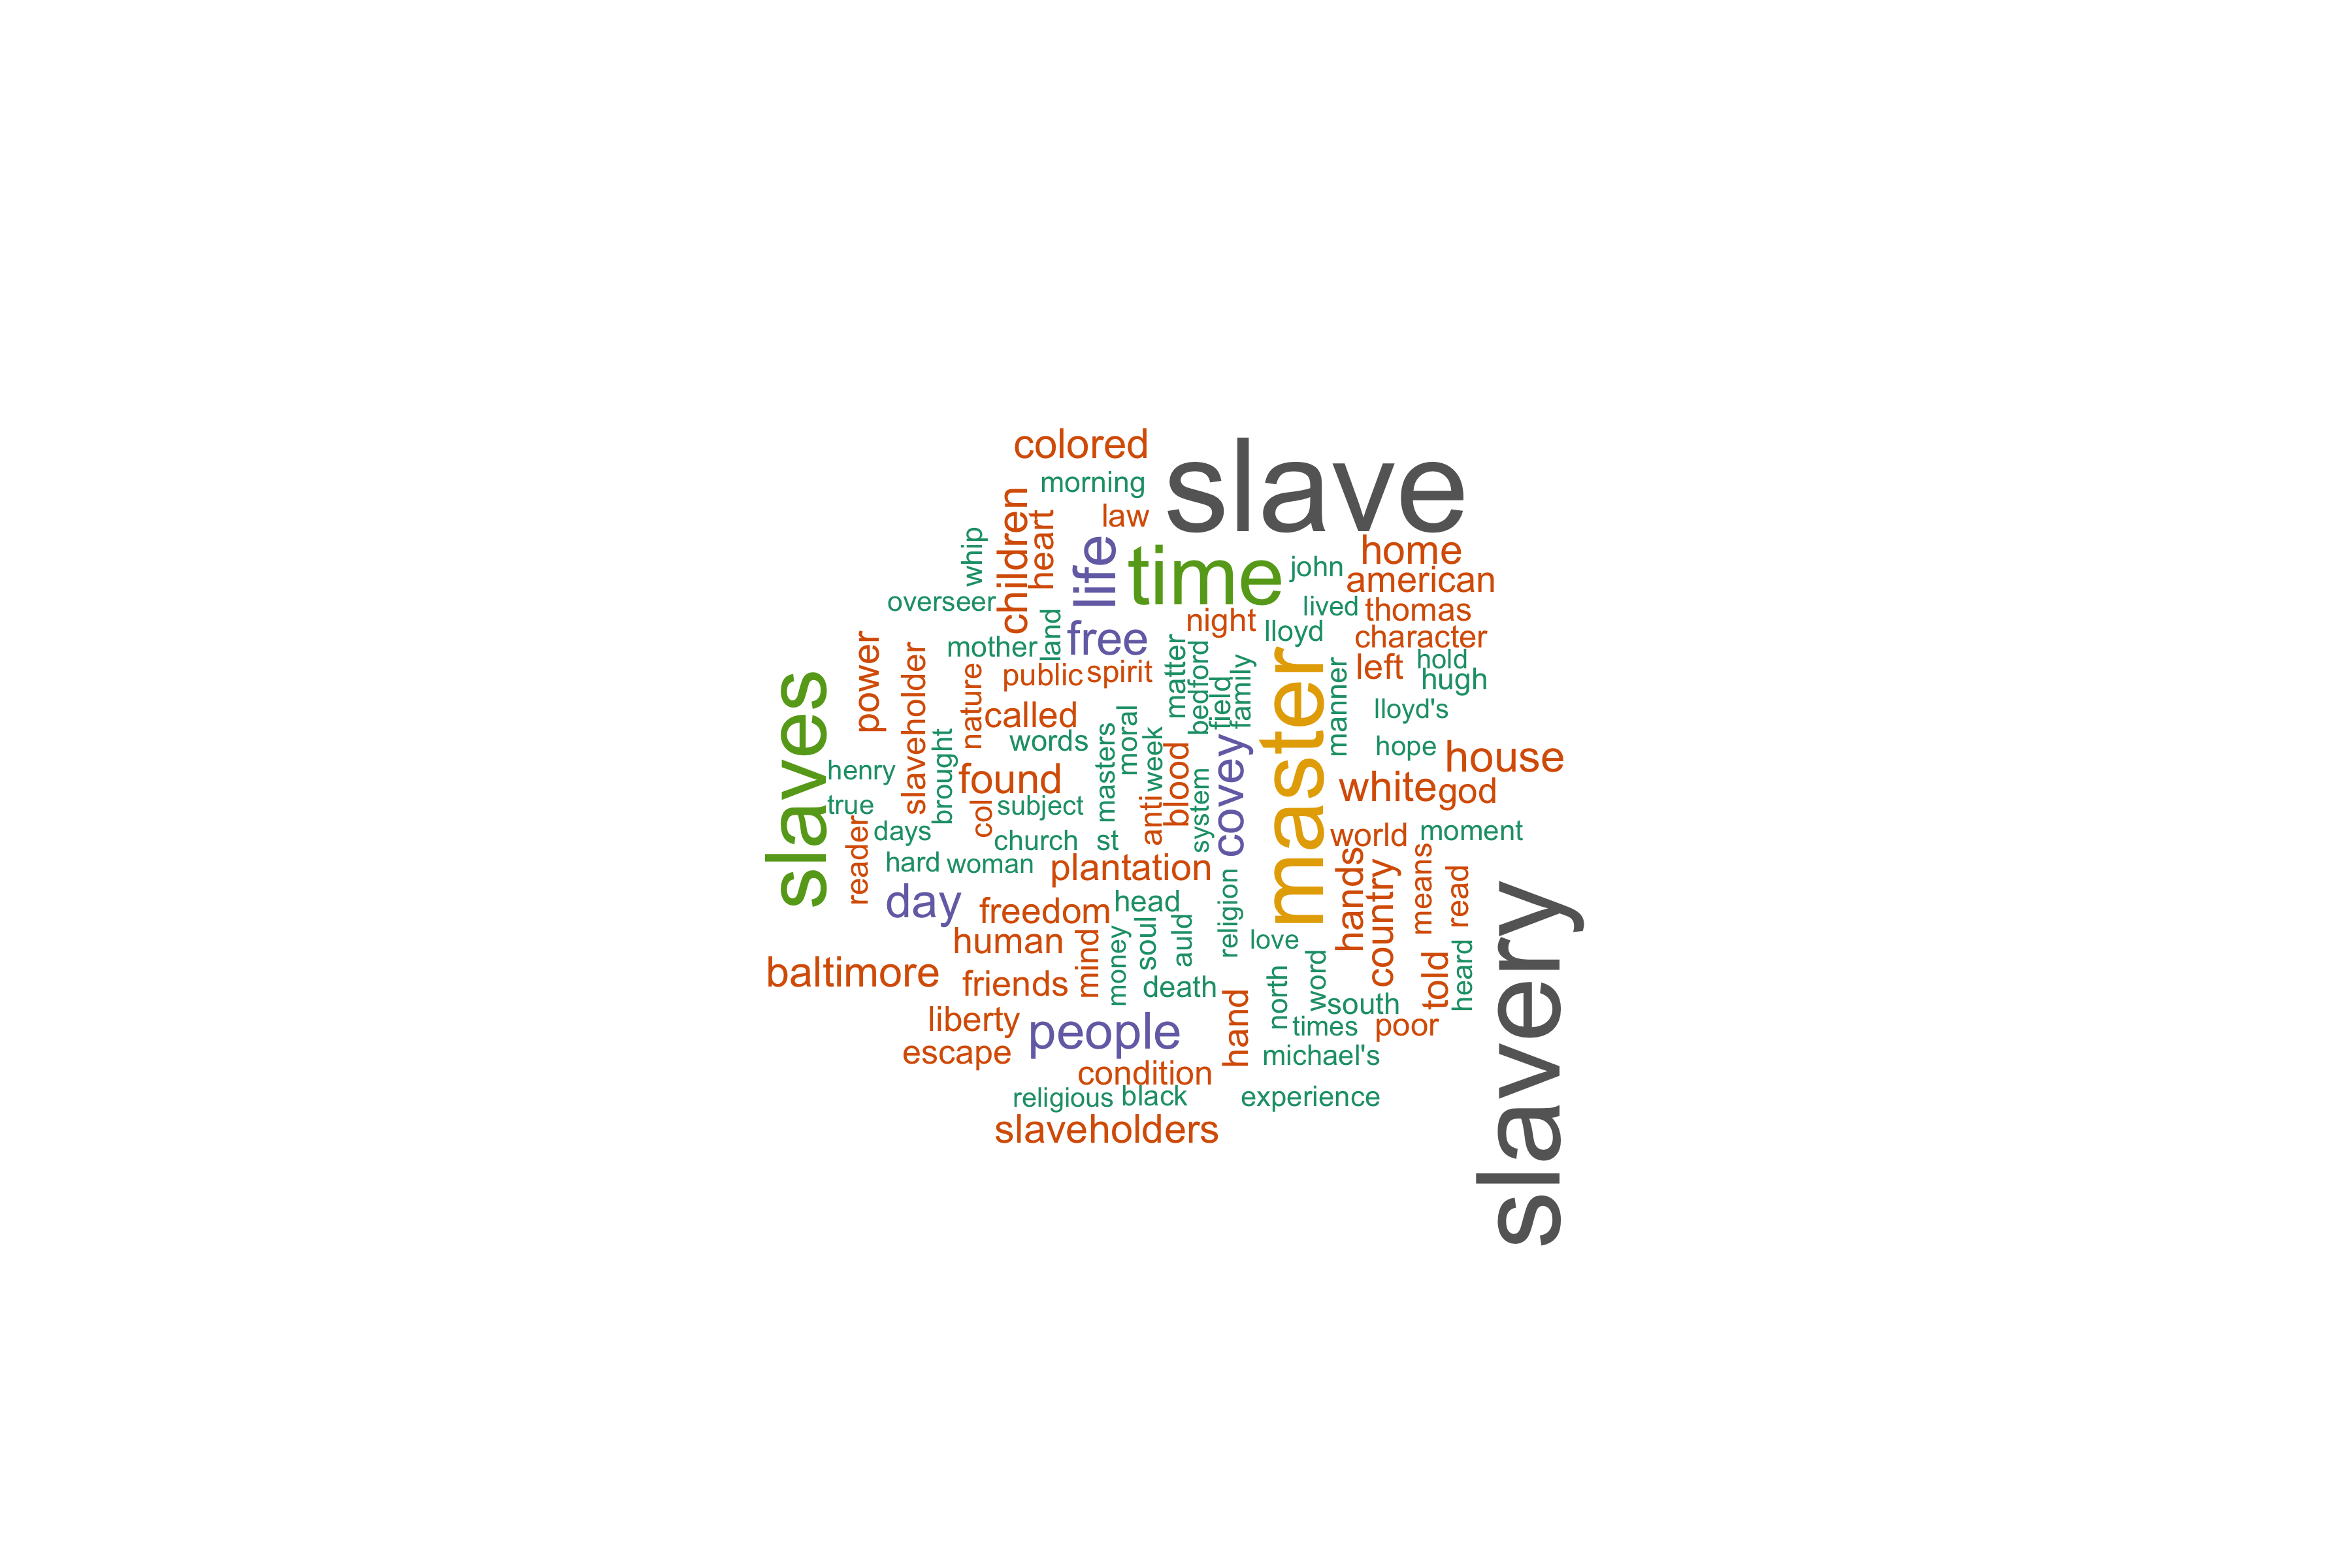 colored
slave
morning
law
children
heart
whip
life
time
home
john
american
overseer
lived
thomas
land
night
free
lloyd
character
mother
power
slaveholder
public
spirit
matter
bedford
field
family
master
manner
left
hold
hugh
slaves
nature
called
lloyd's
brought
words
masters
moral
week
covey
hope
house
henry
found
blood
white
god
true
col
subject
anti
system
reader
days
church
st
world
moment
hard
woman
plantation
hands
country
means
read
day
freedom
head
religion
slavery
human
mind
money
soul
auld
love
baltimore
friends
death
north
word
told
heard
south
liberty
people
hand
times
poor
escape
michael's
condition
religious
black
experience
slaveholders